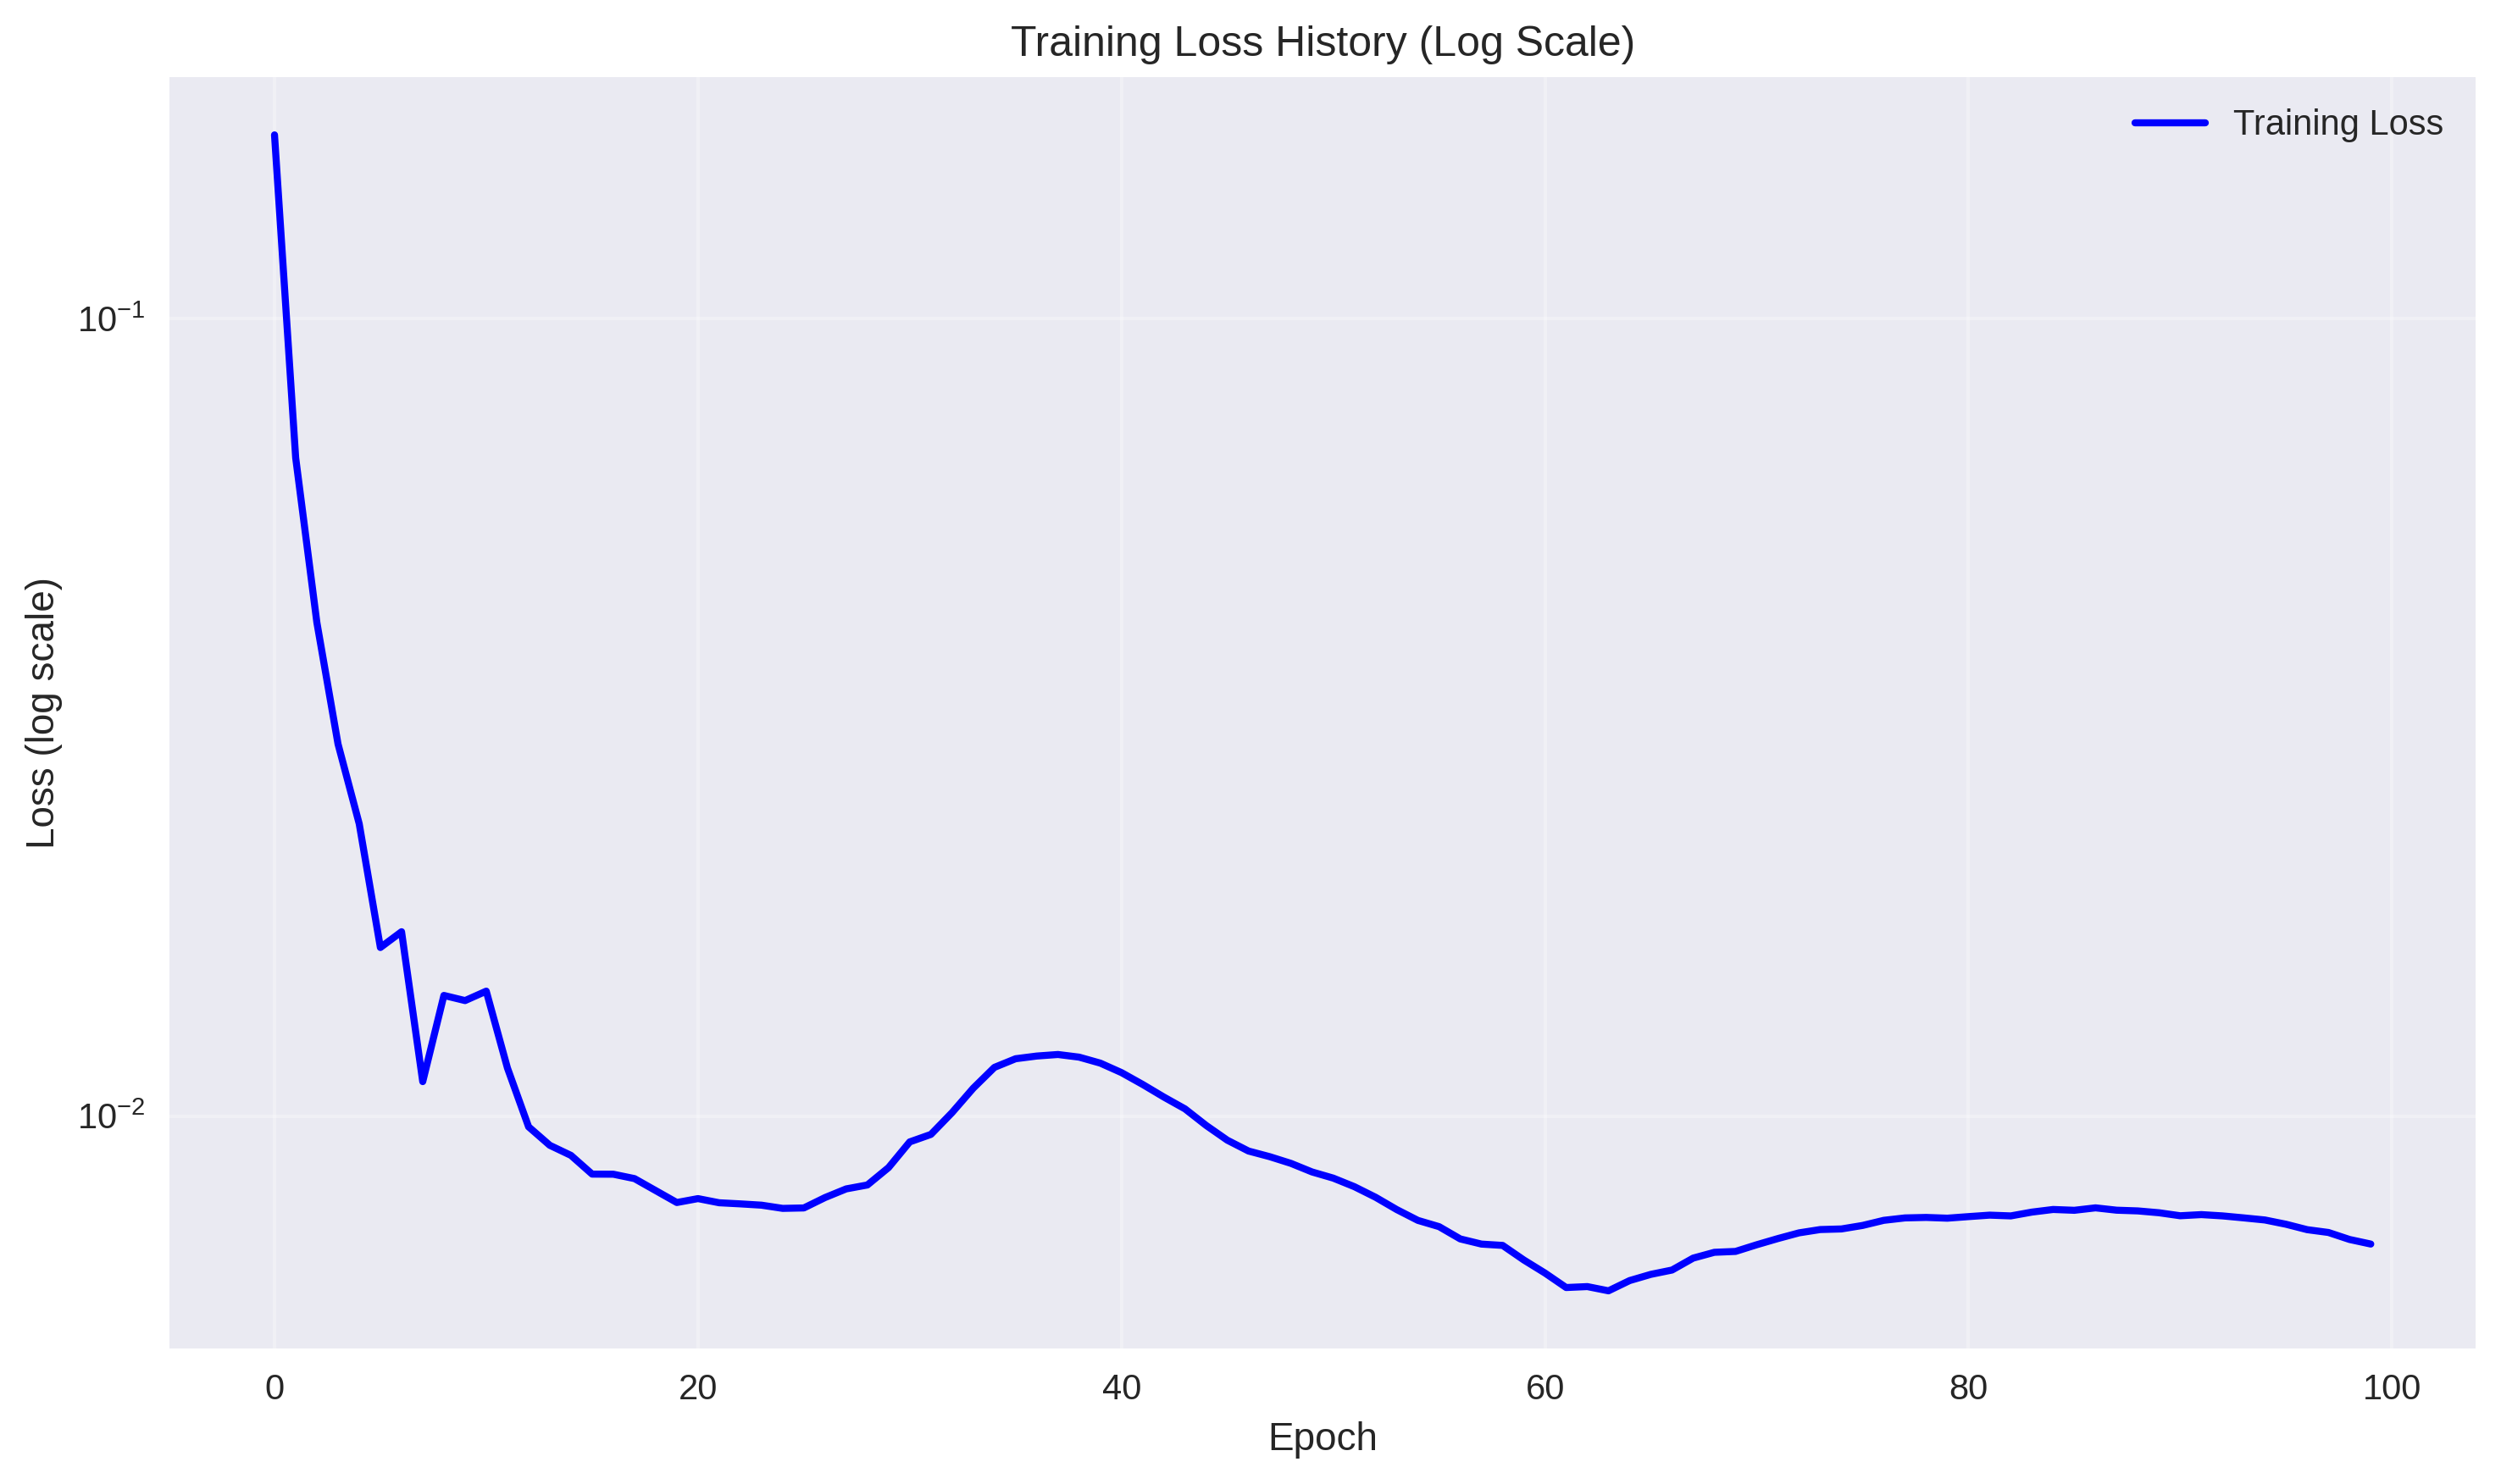 Training Loss History (Log Scale)
Training Loss
10⁻¹
Loss (log scale)
10⁻²
0 20 40 60 80 100
Epoch